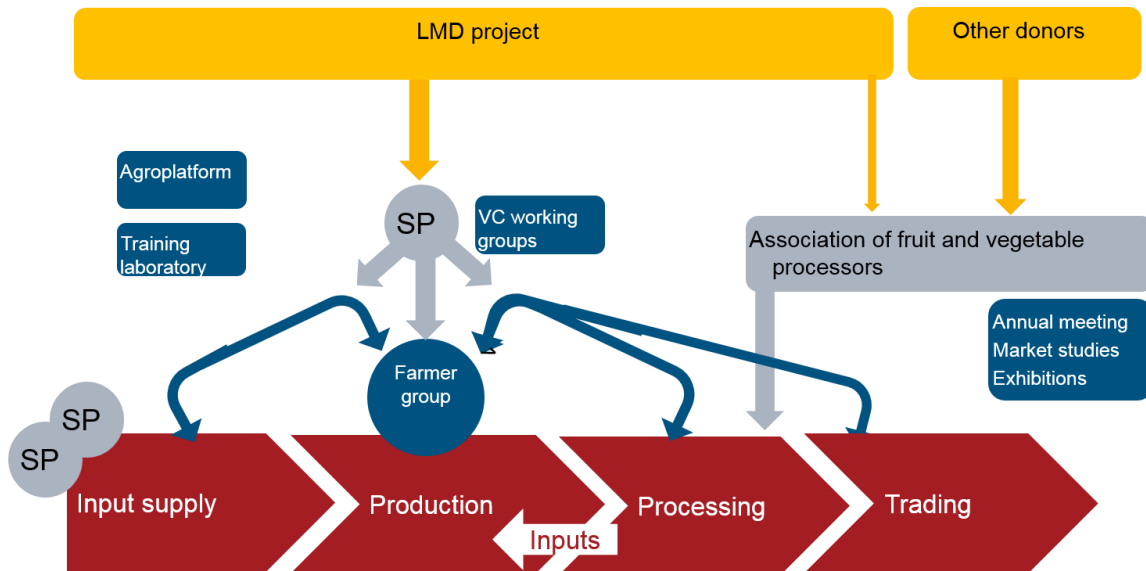 LMD project
Other donors
Agroplatform
Training
laboratory
SP
VC working
groups
Association of fruit and vegetable
processors
Annual meeting
Market studies
Exhibitions
Farmer
group
SP
SP
Input supply
Production
Processing
Trading
Inputs